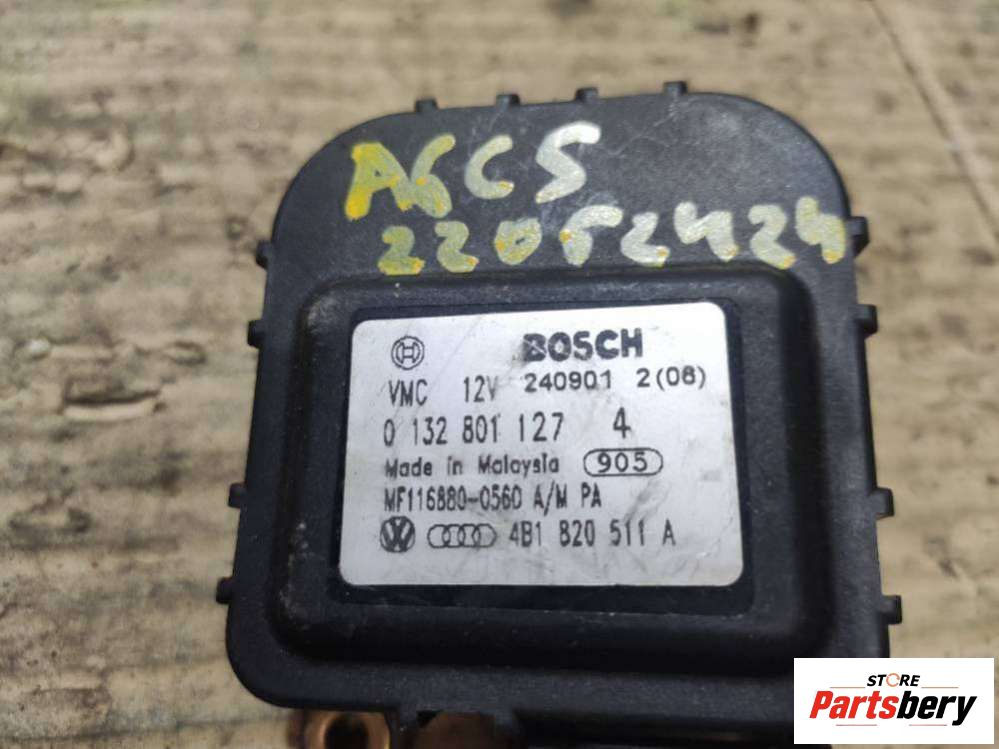 A6C5
22052424
BOSCH
VMC 12V 240901 2(06)
0 132 801 127 4
Made in Malaysia 905
MF116880-0560 A/M PA
4B1 820 511 A
STORE
Partsbery